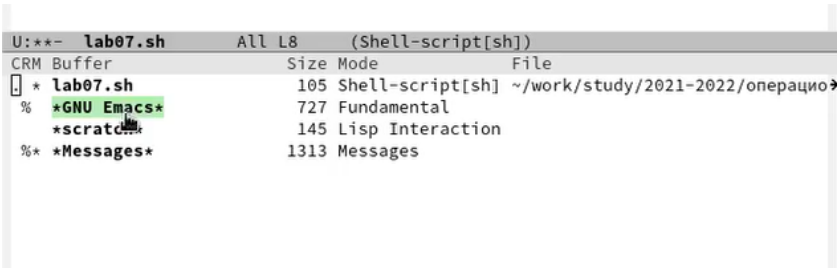 U:**-  lab07.sh       All L8     (Shell-script[sh])
CRM Buffer                Size Mode            File
. * lab07.sh               105 Shell-script[sh] ~/work/study/2021-2022/операцио
 %  *GNU Emacs*            727 Fundamental
    *scratch*              145 Lisp Interaction
 %* *Messages*            1313 Messages